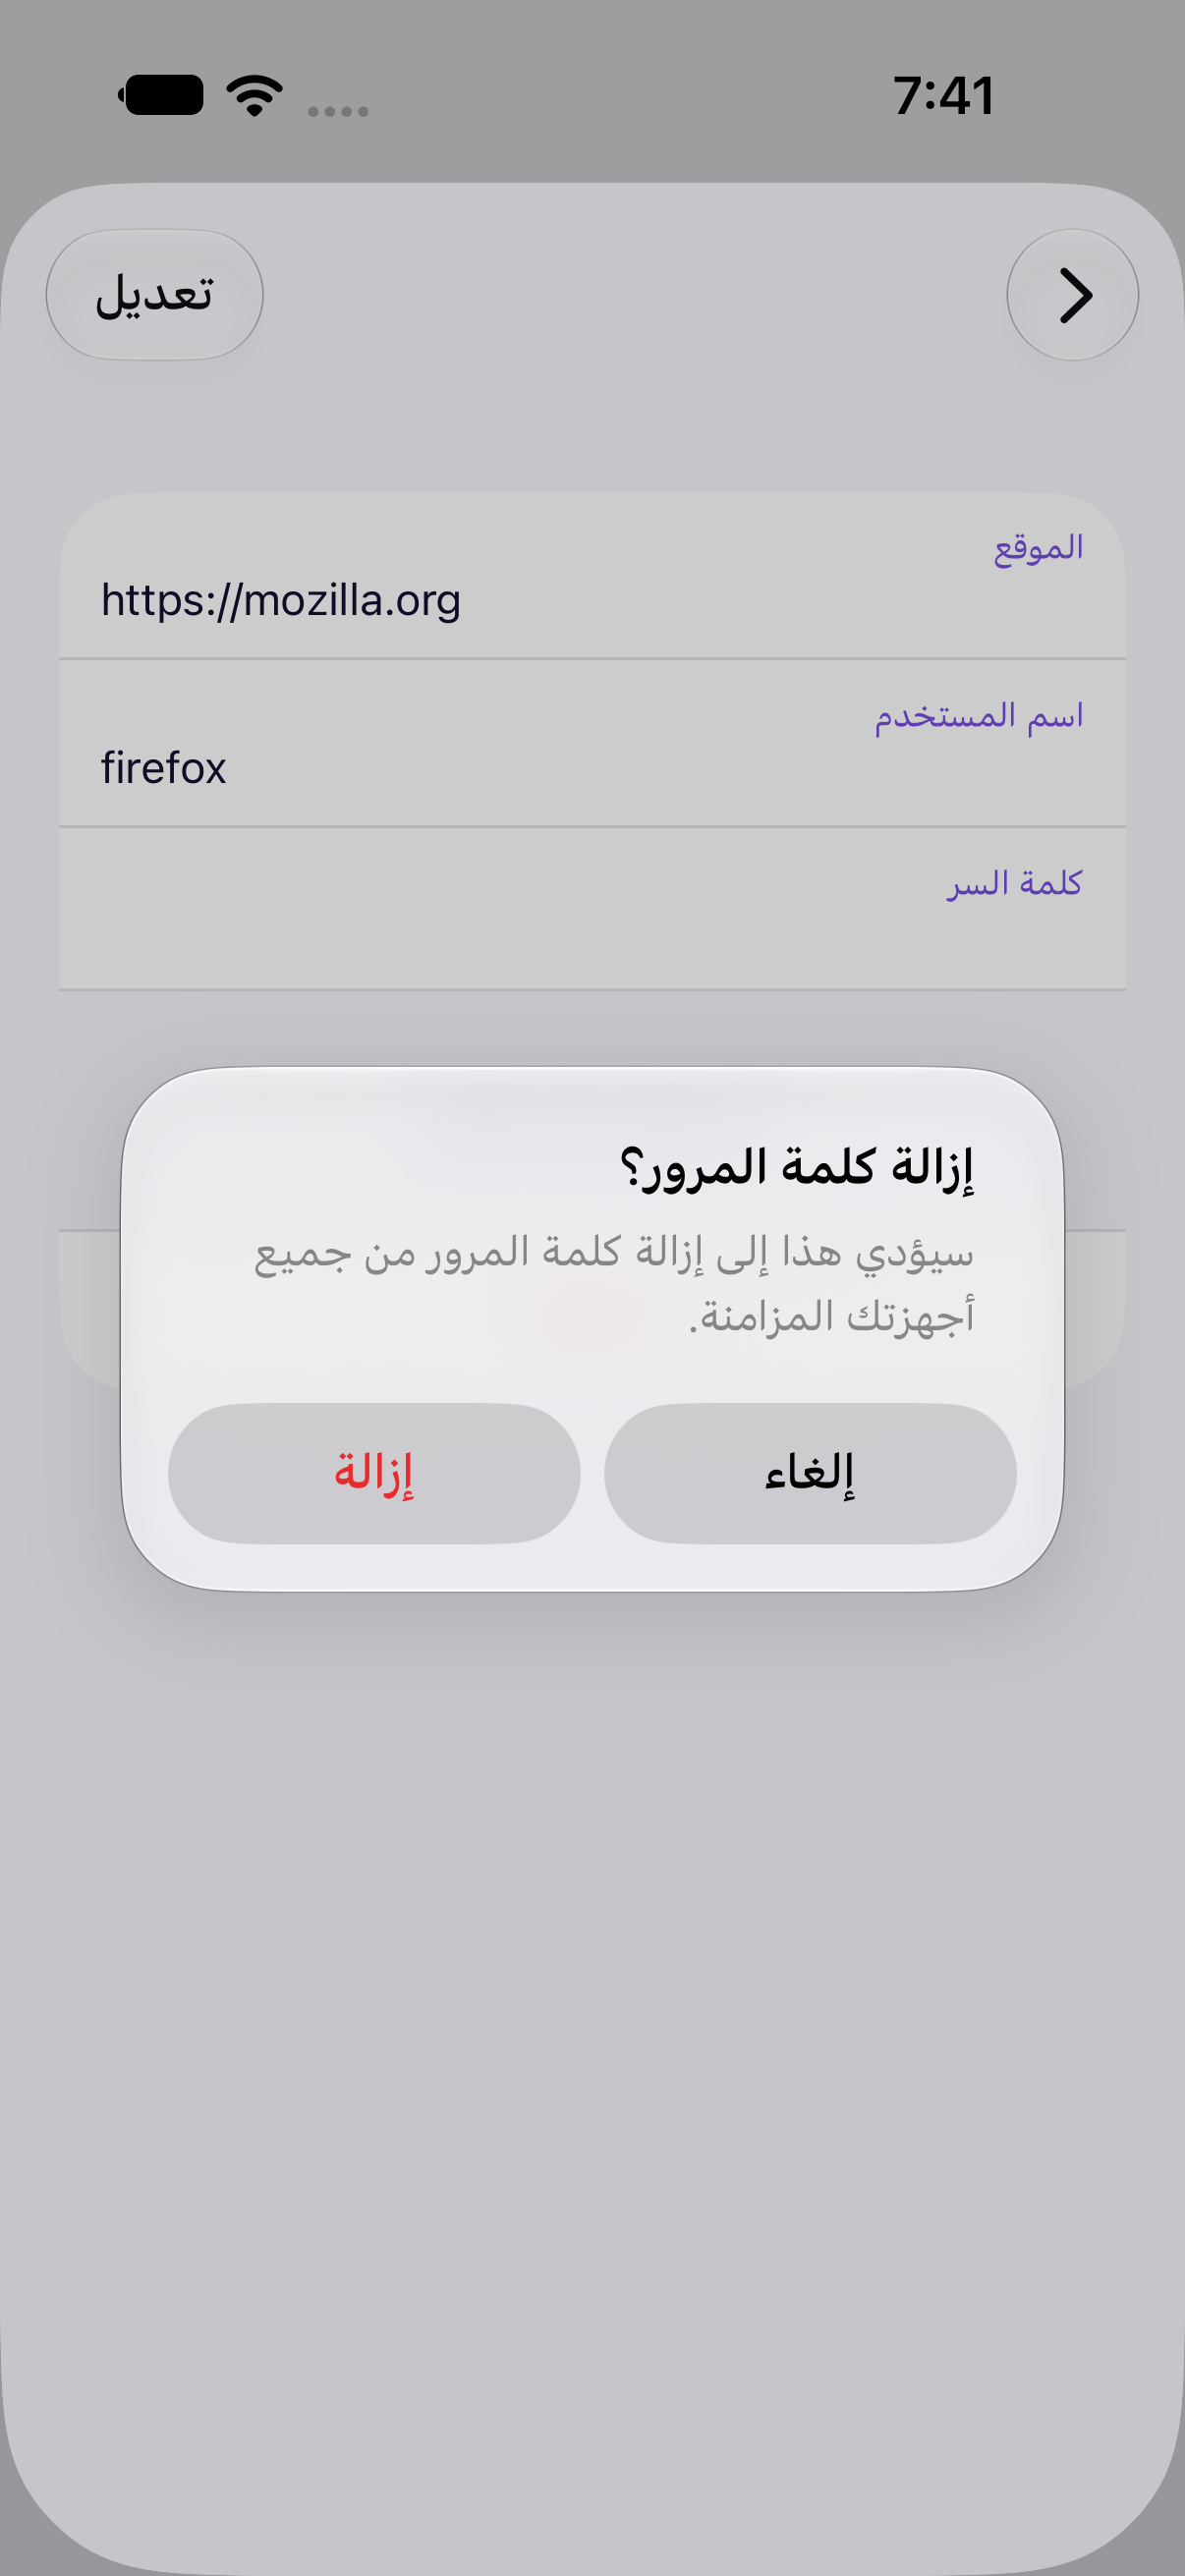 7:41
تعديل
الموقع
https://mozilla.org
اسم المستخدم
firefox
كلمة السر
إزالة كلمة المرور؟
سيؤدي هذا إلى إزالة كلمة المرور من جميع
أجهزتك المزامنة.
إلغاء
إزالة